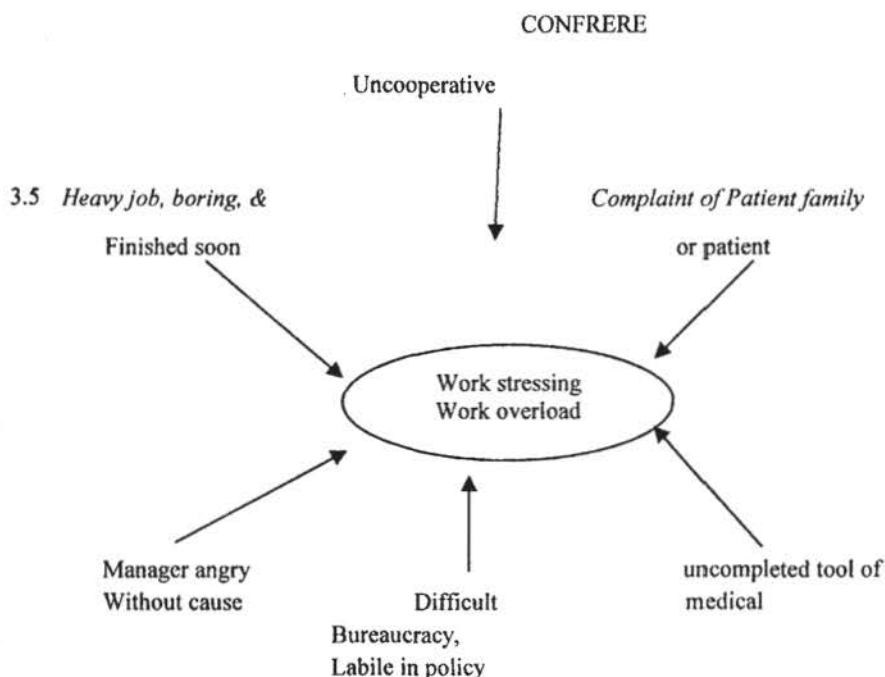 CONFRERE
Uncooperative
3.5 Heavy job, boring, &
Finished soon
Complaint of Patient family
or patient
Work stressing
Work overload
Manager angry
Without cause
Difficult
Bureaucracy,
Labile in policy
uncompleted tool of
medical